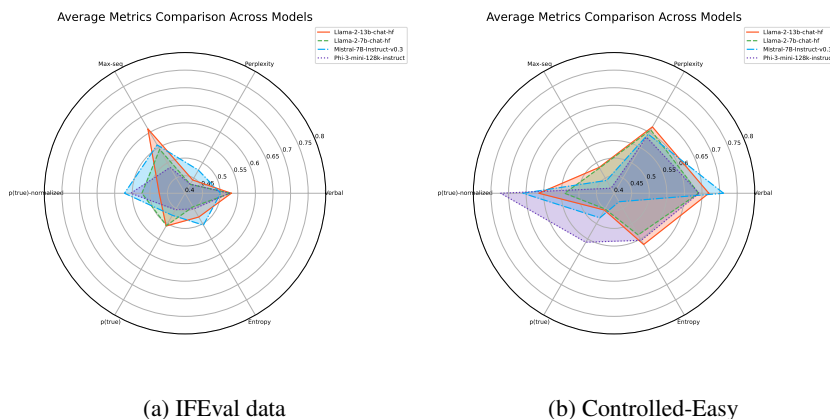 Average Metrics Comparison Across Models
Llama-2-13b-chat-hf
Llama-2-7b-chat-hf
Mistral-7B-Instruct-v0.3
Phi-3-mini-128k-instruct
Max-seq
Perplexity
p(true)-normalized
Verbal
p(true)
Entropy
0.4
0.45
0.5
0.55
0.6
0.65
0.7
0.75
0.8
(a) IFEval data
Average Metrics Comparison Across Models
Llama-2-13b-chat-hf
Llama-2-7b-chat-hf
Mistral-7B-Instruct-v0.3
Phi-3-mini-128k-instruct
Max-seq
Perplexity
p(true)-normalized
Verbal
p(true)
Entropy
0.4
0.45
0.5
0.55
0.6
0.65
0.7
0.75
0.8
(b) Controlled-Easy